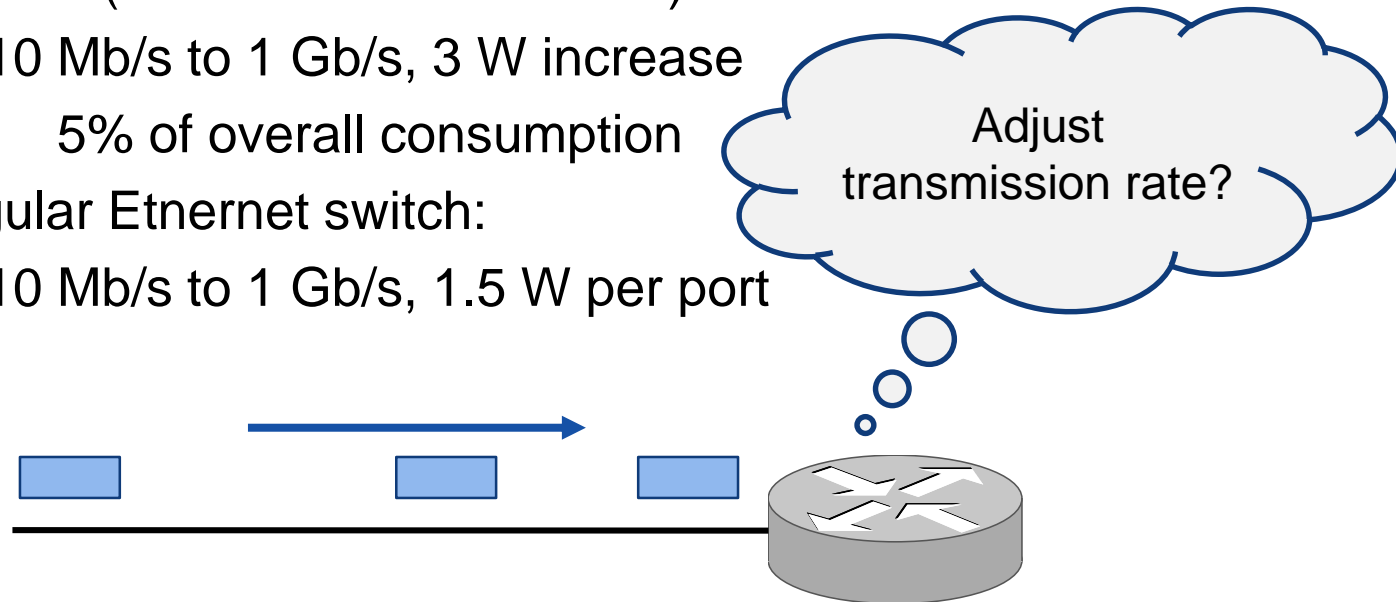 10 Mb/s to 1 Gb/s, 3 W increase
5% of overall consumption
gular Etnernet switch:
10 Mb/s to 1 Gb/s, 1.5 W per port
Adjust
transmission rate?